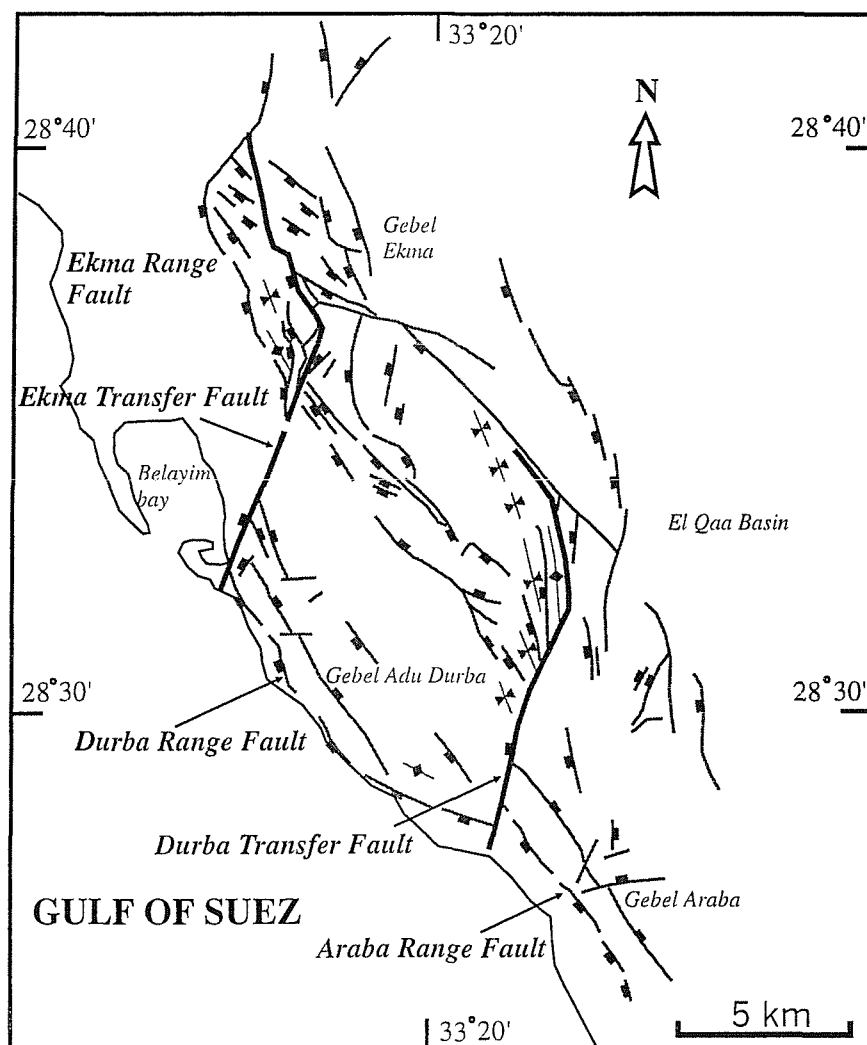 33°20'
N
28°40'
28°40'
Gebel
Ekma
Ekma Range
Fault
Ekma Transfer Fault
Belayim
bay
El Qaa Basin
Gebel Adu Durba
28°30'
28°30'
Durba Range Fault
Durba Transfer Fault
GULF OF SUEZ
Gebel Araba
Araba Range Fault
33°20'
5 km